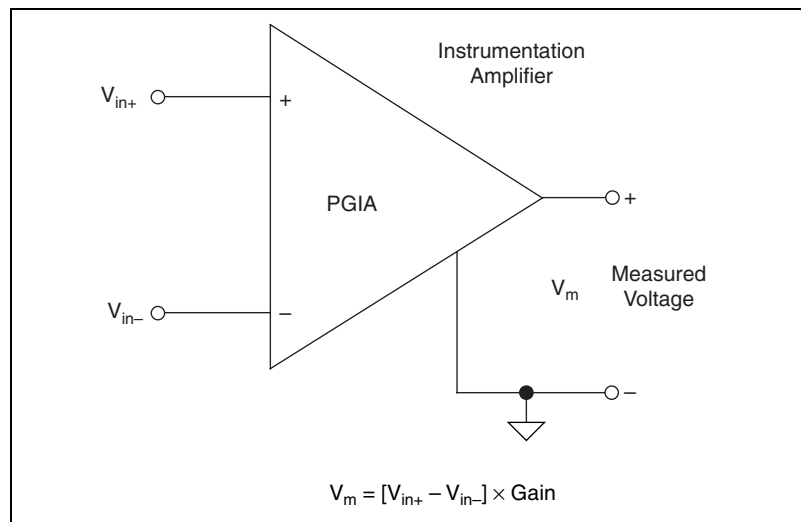 Instrumentation
Amplifier
Vin+
+
PGIA
+
Measured
Voltage
Vm
Vin–
–
–
Vm = [Vin+ – Vin–] × Gain